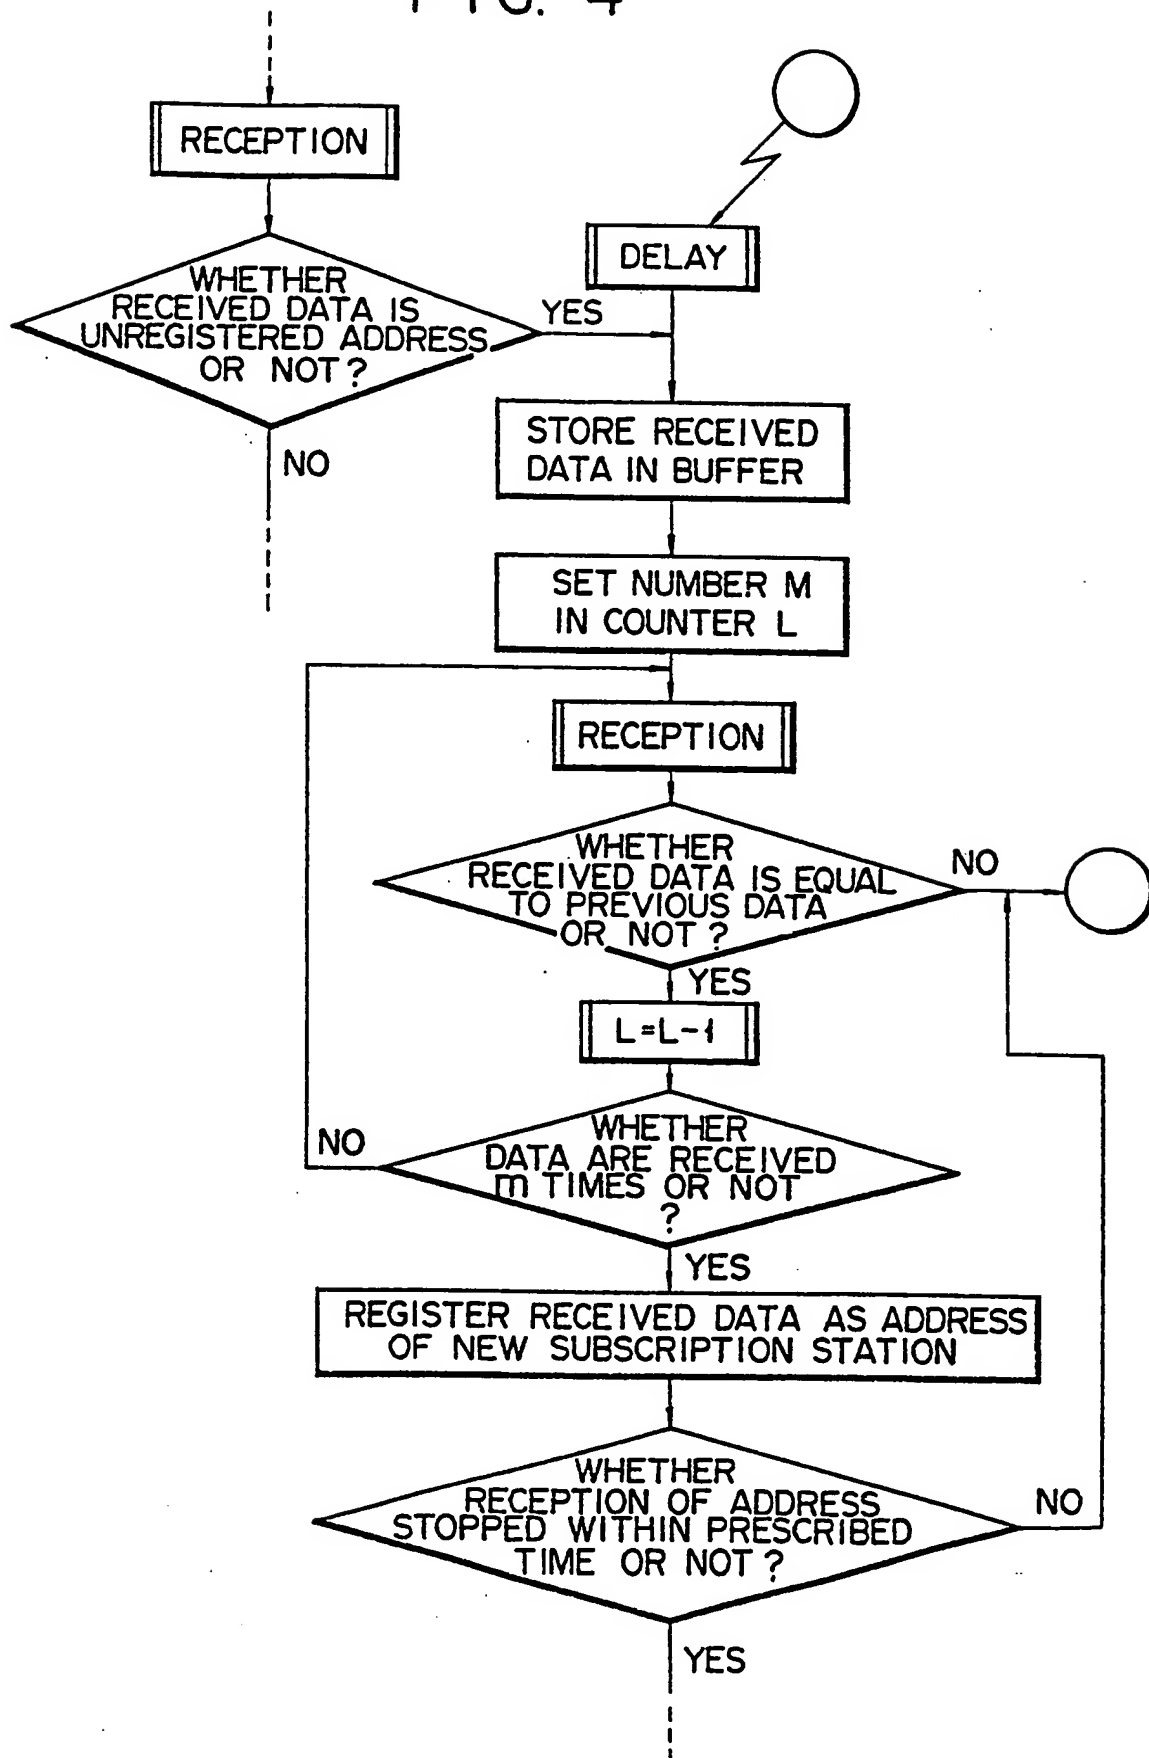 FIG. 4
RECEPTION
WHETHER
RECEIVED DATA IS
UNREGISTERED ADDRESS
OR NOT?
YES
NO
DELAY
STORE RECEIVED
DATA IN BUFFER
SET NUMBER M
IN COUNTER L
RECEPTION
WHETHER
RECEIVED DATA IS EQUAL
TO PREVIOUS DATA
OR NOT?
NO
YES
L=L-1
WHETHER
DATA ARE RECEIVED
m TIMES OR NOT
?
NO
YES
REGISTER RECEIVED DATA AS ADDRESS
OF NEW SUBSCRIPTION STATION
WHETHER
RECEPTION OF ADDRESS
STOPPED WITHIN PRESCRIBED
TIME OR NOT?
NO
YES